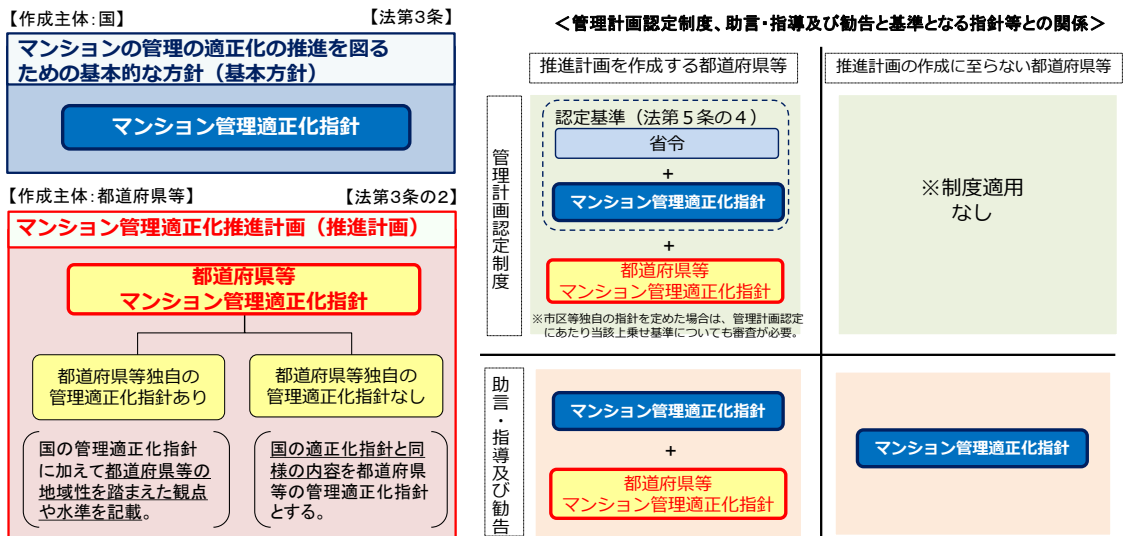 【作成主体:国】
【法第3条】
マンションの管理の適正化の推進を図る
ための基本的な方針（基本方針）
マンション管理適正化指針
【作成主体:都道府県等】
【法第3条の2】
マンション管理適正化推進計画（推進計画）
都道府県等
マンション管理適正化指針
都道府県等独自の
管理適正化指針あり
都道府県等独自の
管理適正化指針なし
国の管理適正化指針
に加えて都道府県等の
地域性を踏まえた観点
や水準を記載。
国の適正化指針と同
様の内容を都道府県
等の管理適正化指針
とする。
＜管理計画認定制度、助言・指導及び勧告と基準となる指針等との関係＞
推進計画を作成する都道府県等
推進計画の作成に至らない都道府県等
管理計画認定制度
認定基準（法第５条の４）
省令
+
マンション管理適正化指針
+
都道府県等
マンション管理適正化指針
※市区等独自の指針を定めた場合は、管理計画認定
にあたり当該上乗せ基準についても審査が必要。
※制度適用
なし
助言・指導及び勧告
マンション管理適正化指針
+
都道府県等
マンション管理適正化指針
マンション管理適正化指針